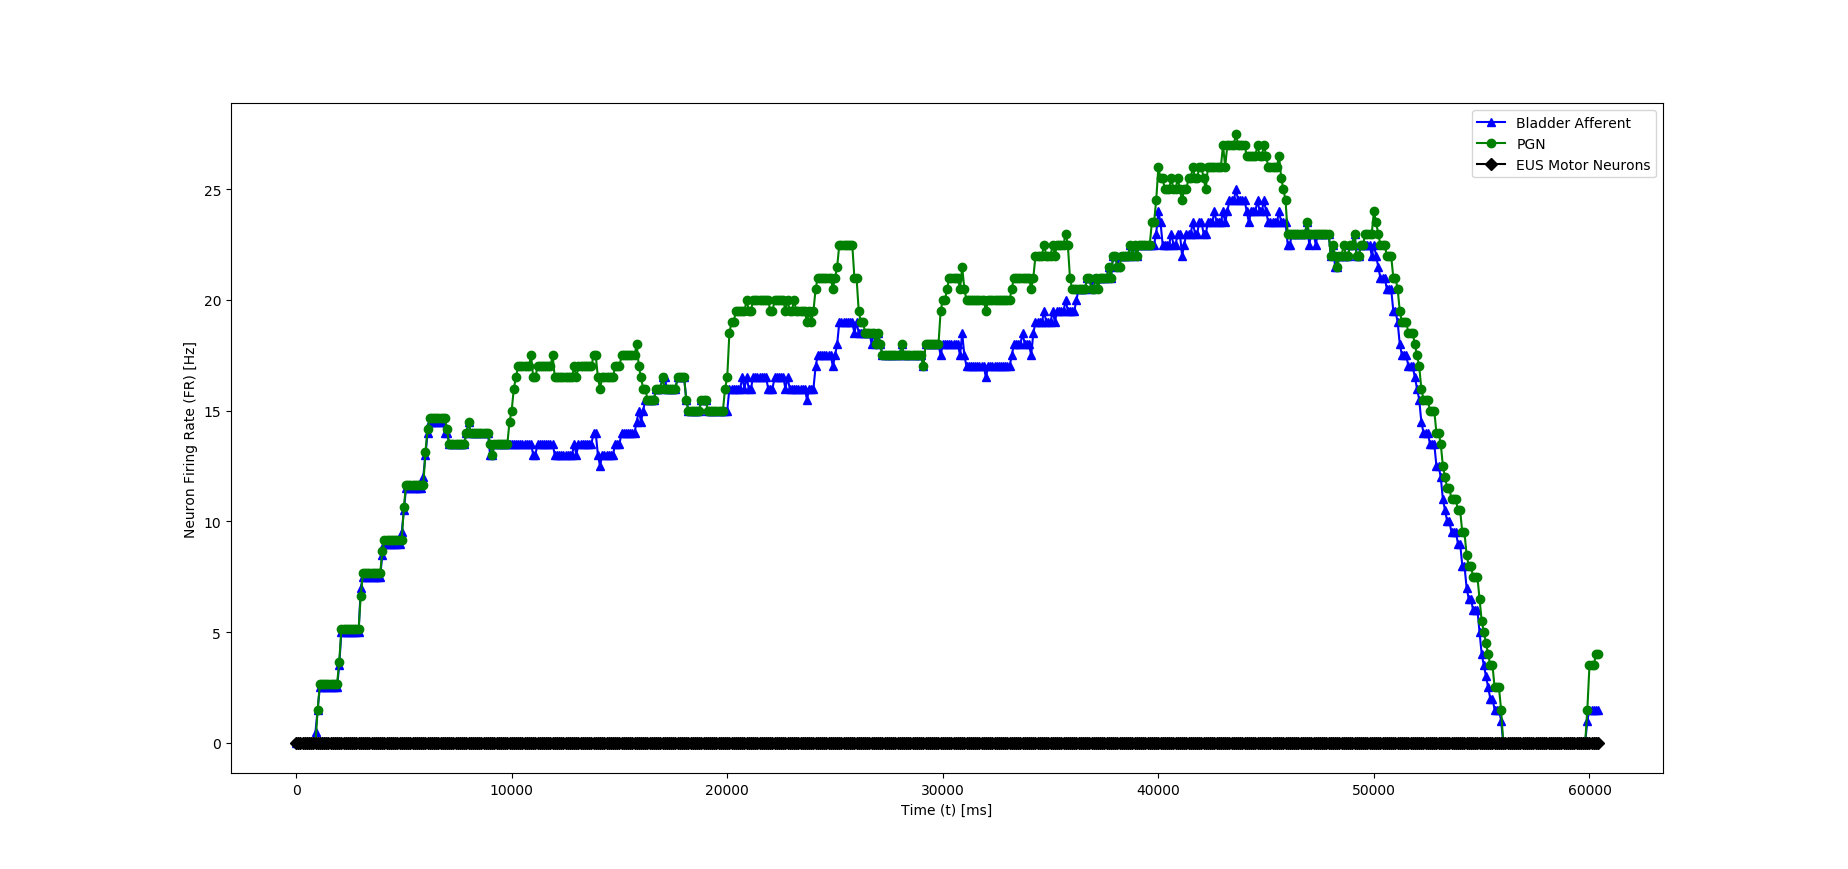 Bladder Afferent
PGN
EUS Motor Neurons
Neuron Firing Rate (FR) [Hz]
25
20
15
10
5
0
0 10000 20000 30000 40000 50000 60000
Time (t) [ms]